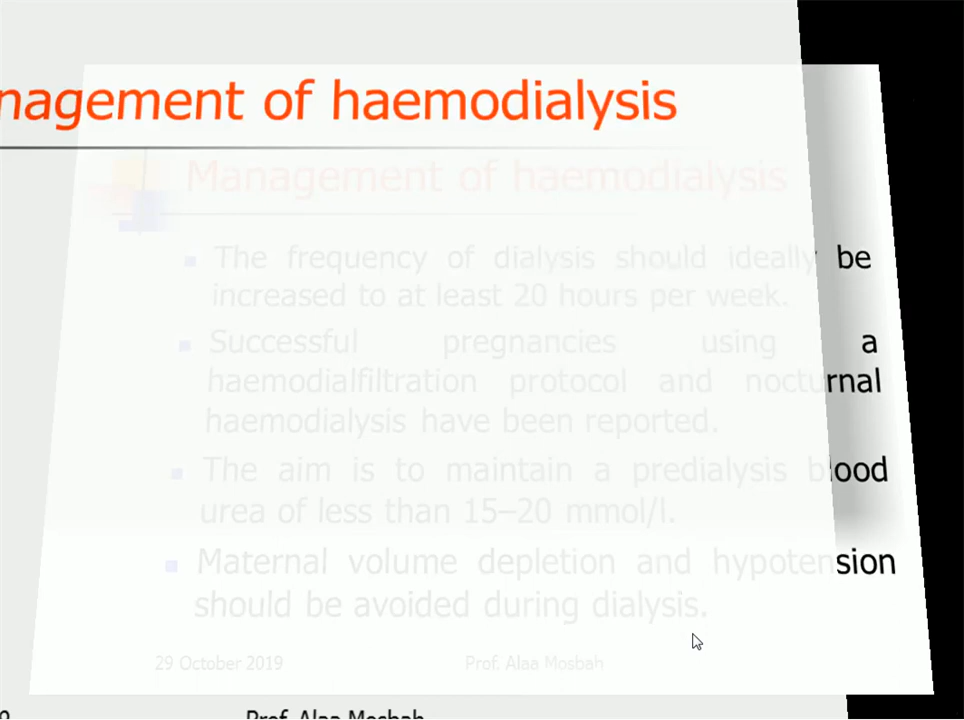 nagement of haemodialysis
Management of haemodialysis
The frequency of dialysis should ideally be
increased to at least 20 hours per week.
Successful pregnancies using a
haemodialfiltration protocol and nocturnal
haemodialysis have been reported.
The aim is to maintain a predialysis blood
urea of less than 15–20 mmol/l.
Maternal volume depletion and hypotension
should be avoided during dialysis.
29 October 2019 Prof. Alaa Mosbah
9 Prof. Alaa Mosbah